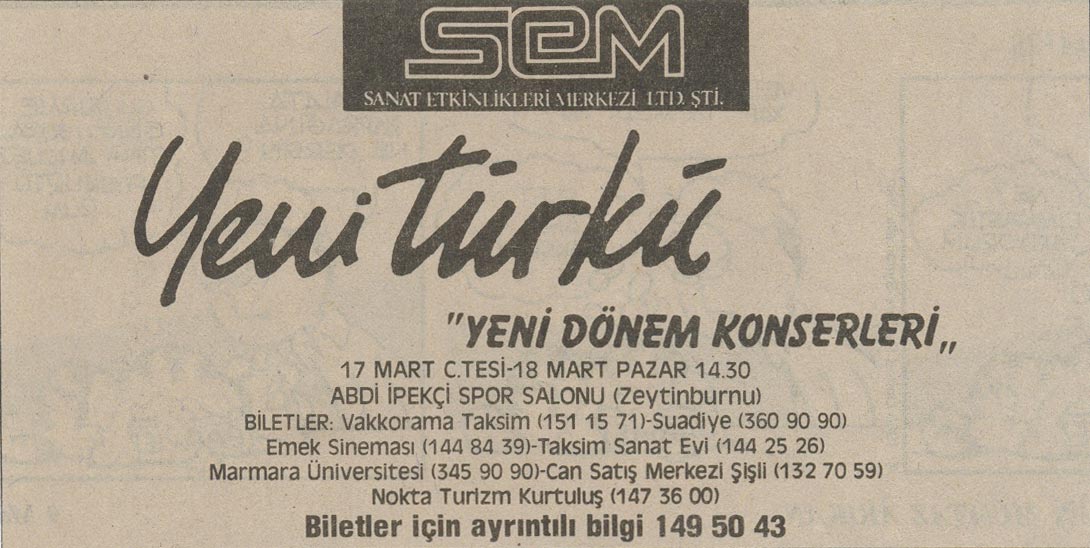 SEM
SANAT ETKİNLİKLERİ MERKEZİ LTD. ŞTİ.
Yeni Türkü
"YENİ DÖNEM KONSERLERİ„
17 MART C.TESİ-18 MART PAZAR 14.30
ABDİ İPEKÇİ SPOR SALONU (Zeytinburnu)
BİLETLER: Vakkorama Taksim (151 15 71)-Suadiye (360 90 90)
Emek Sineması (144 84 39)-Taksim Sanat Evi (144 25 26)
Marmara Üniversitesi (345 90 90)-Can Satış Merkezi Şişli (132 70 59)
Nokta Turizm Kurtuluş (147 36 00)
Biletler için ayrıntılı bilgi 149 50 43